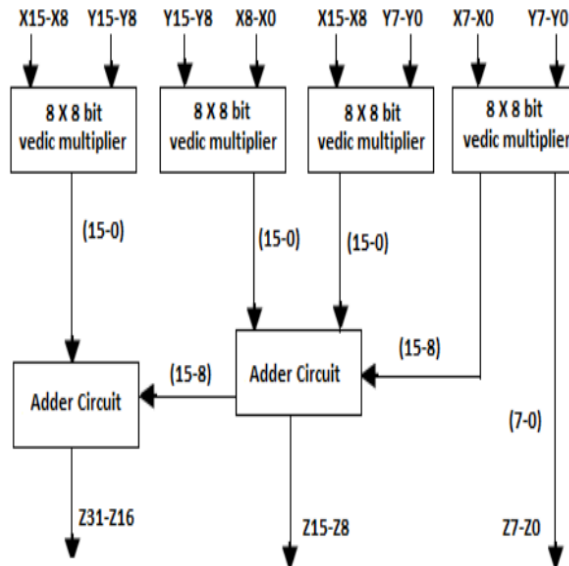 X15-X8 Y15-Y8 Y15-Y8 X8-X0 X15-X8 Y7-Y0 X7-X0 Y7-Y0
8 X 8 bit
vedic multiplier
8 X 8 bit
vedic multiplier
8 X 8 bit
vedic multiplier
8 X 8 bit
vedic multiplier
(15-0)
(15-0)
(15-0)
(15-8)
(15-8)
Adder Circuit
Adder Circuit
(7-0)
Z31-Z16
Z15-Z8
Z7-Z0